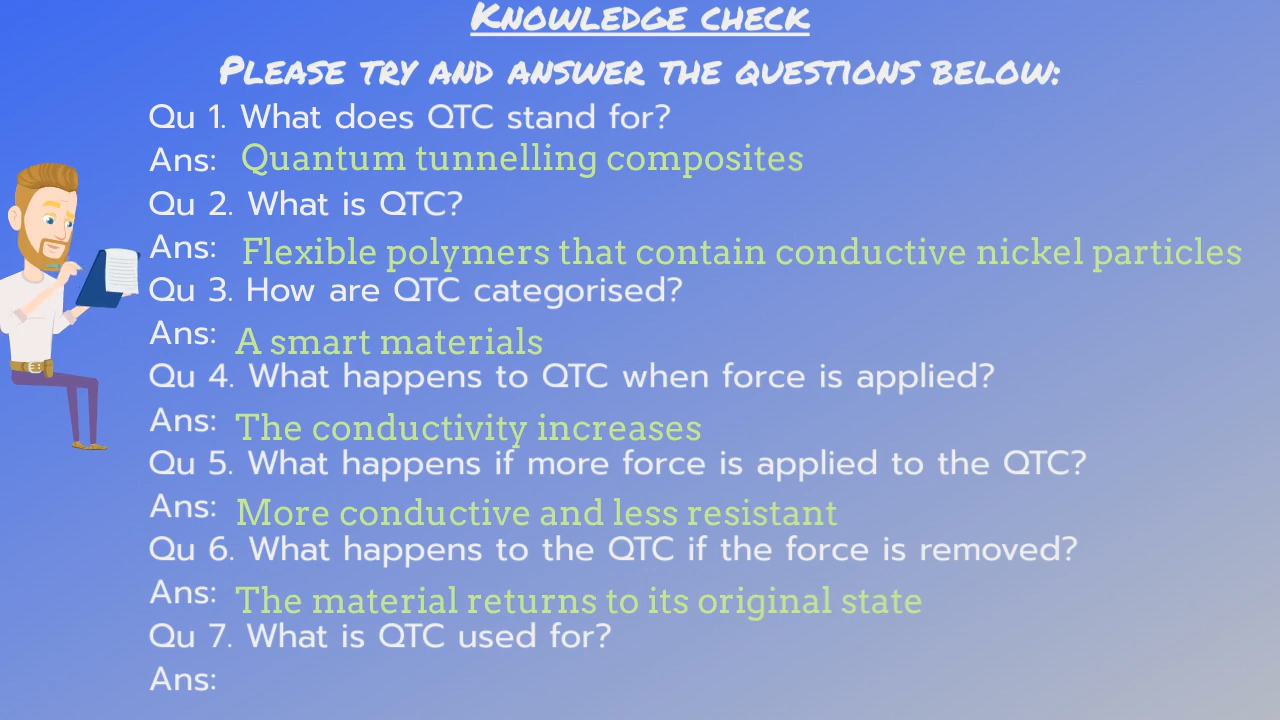 Knowledge check
Please try and answer the questions below:
Qu 1. What does QTC stand for?
Ans: Quantum tunnelling composites
Qu 2. What is QTC?
Ans: Flexible polymers that contain conductive nickel particles
Qu 3. How are QTC categorised?
Ans: A smart materials
Qu 4. What happens to QTC when force is applied?
Ans: The conductivity increases
Qu 5. What happens if more force is applied to the QTC?
Ans: More conductive and less resistant
Qu 6. What happens to the QTC if the force is removed?
Ans: The material returns to its original state
Qu 7. What is QTC used for?
Ans: